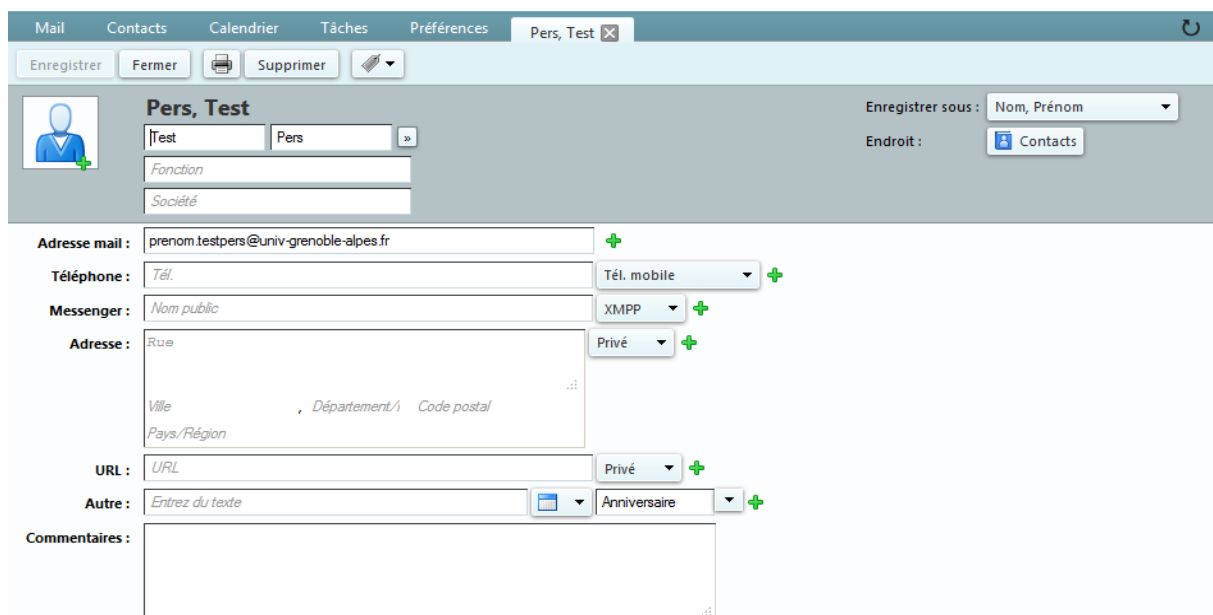 Mail Contacts Calendrier Tâches Préférences Pers, Test
Enregistrer Fermer Supprimer
Pers, Test
Enregistrer sous : Nom, Prénom
Test Pers »
Endroit : Contacts
Fonction
Société
Adresse mail : prenom.testpers@univ-grenoble-alpes.fr
Téléphone : Tél. Tél. mobile
Messenger : Nom public XMPP
Adresse : Rue Privé
Ville , Département/ Code postal
Pays/Région
URL : URL Privé
Autre : Entrez du texte Anniversaire
Commentaires :